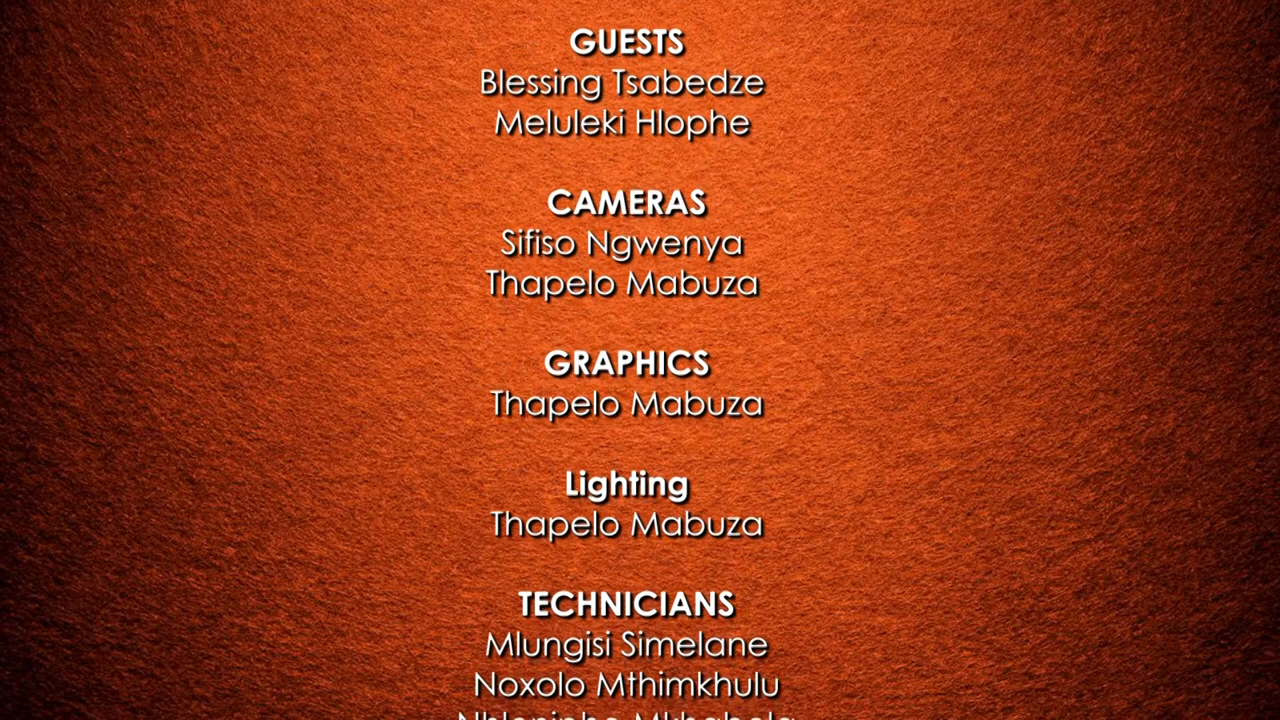 GUESTS
Blessing Tsabedze
Meluleki Hlophe
CAMERAS
Sifiso Ngwenya
Thapelo Mabuza
GRAPHICS
Thapelo Mabuza
Lighting
Thapelo Mabuza
TECHNICIANS
Mlungisi Simelane
Noxolo Mthimkhulu